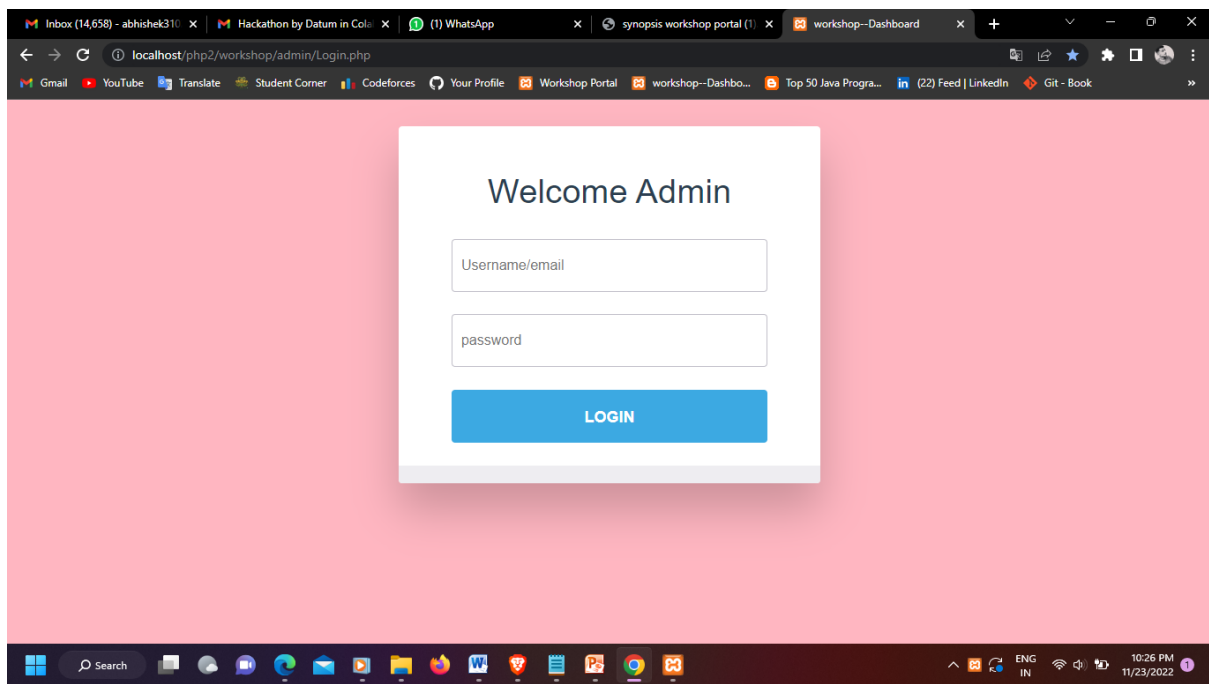 Inbox (14,658) - abhishek310
Hackathon by Datum in Cola
(1) WhatsApp
synopsis workshop portal (1)
workshop--Dashboard
localhost/php2/workshop/admin/Login.php
Gmail YouTube Translate Student Corner Codeforces Your Profile Workshop Portal workshop--Dashbo... Top 50 Java Progra... (22) Feed | LinkedIn Git - Book »
Welcome Admin
Username/email
password
LOGIN
Search
ENG
IN
10:26 PM
11/23/2022
1